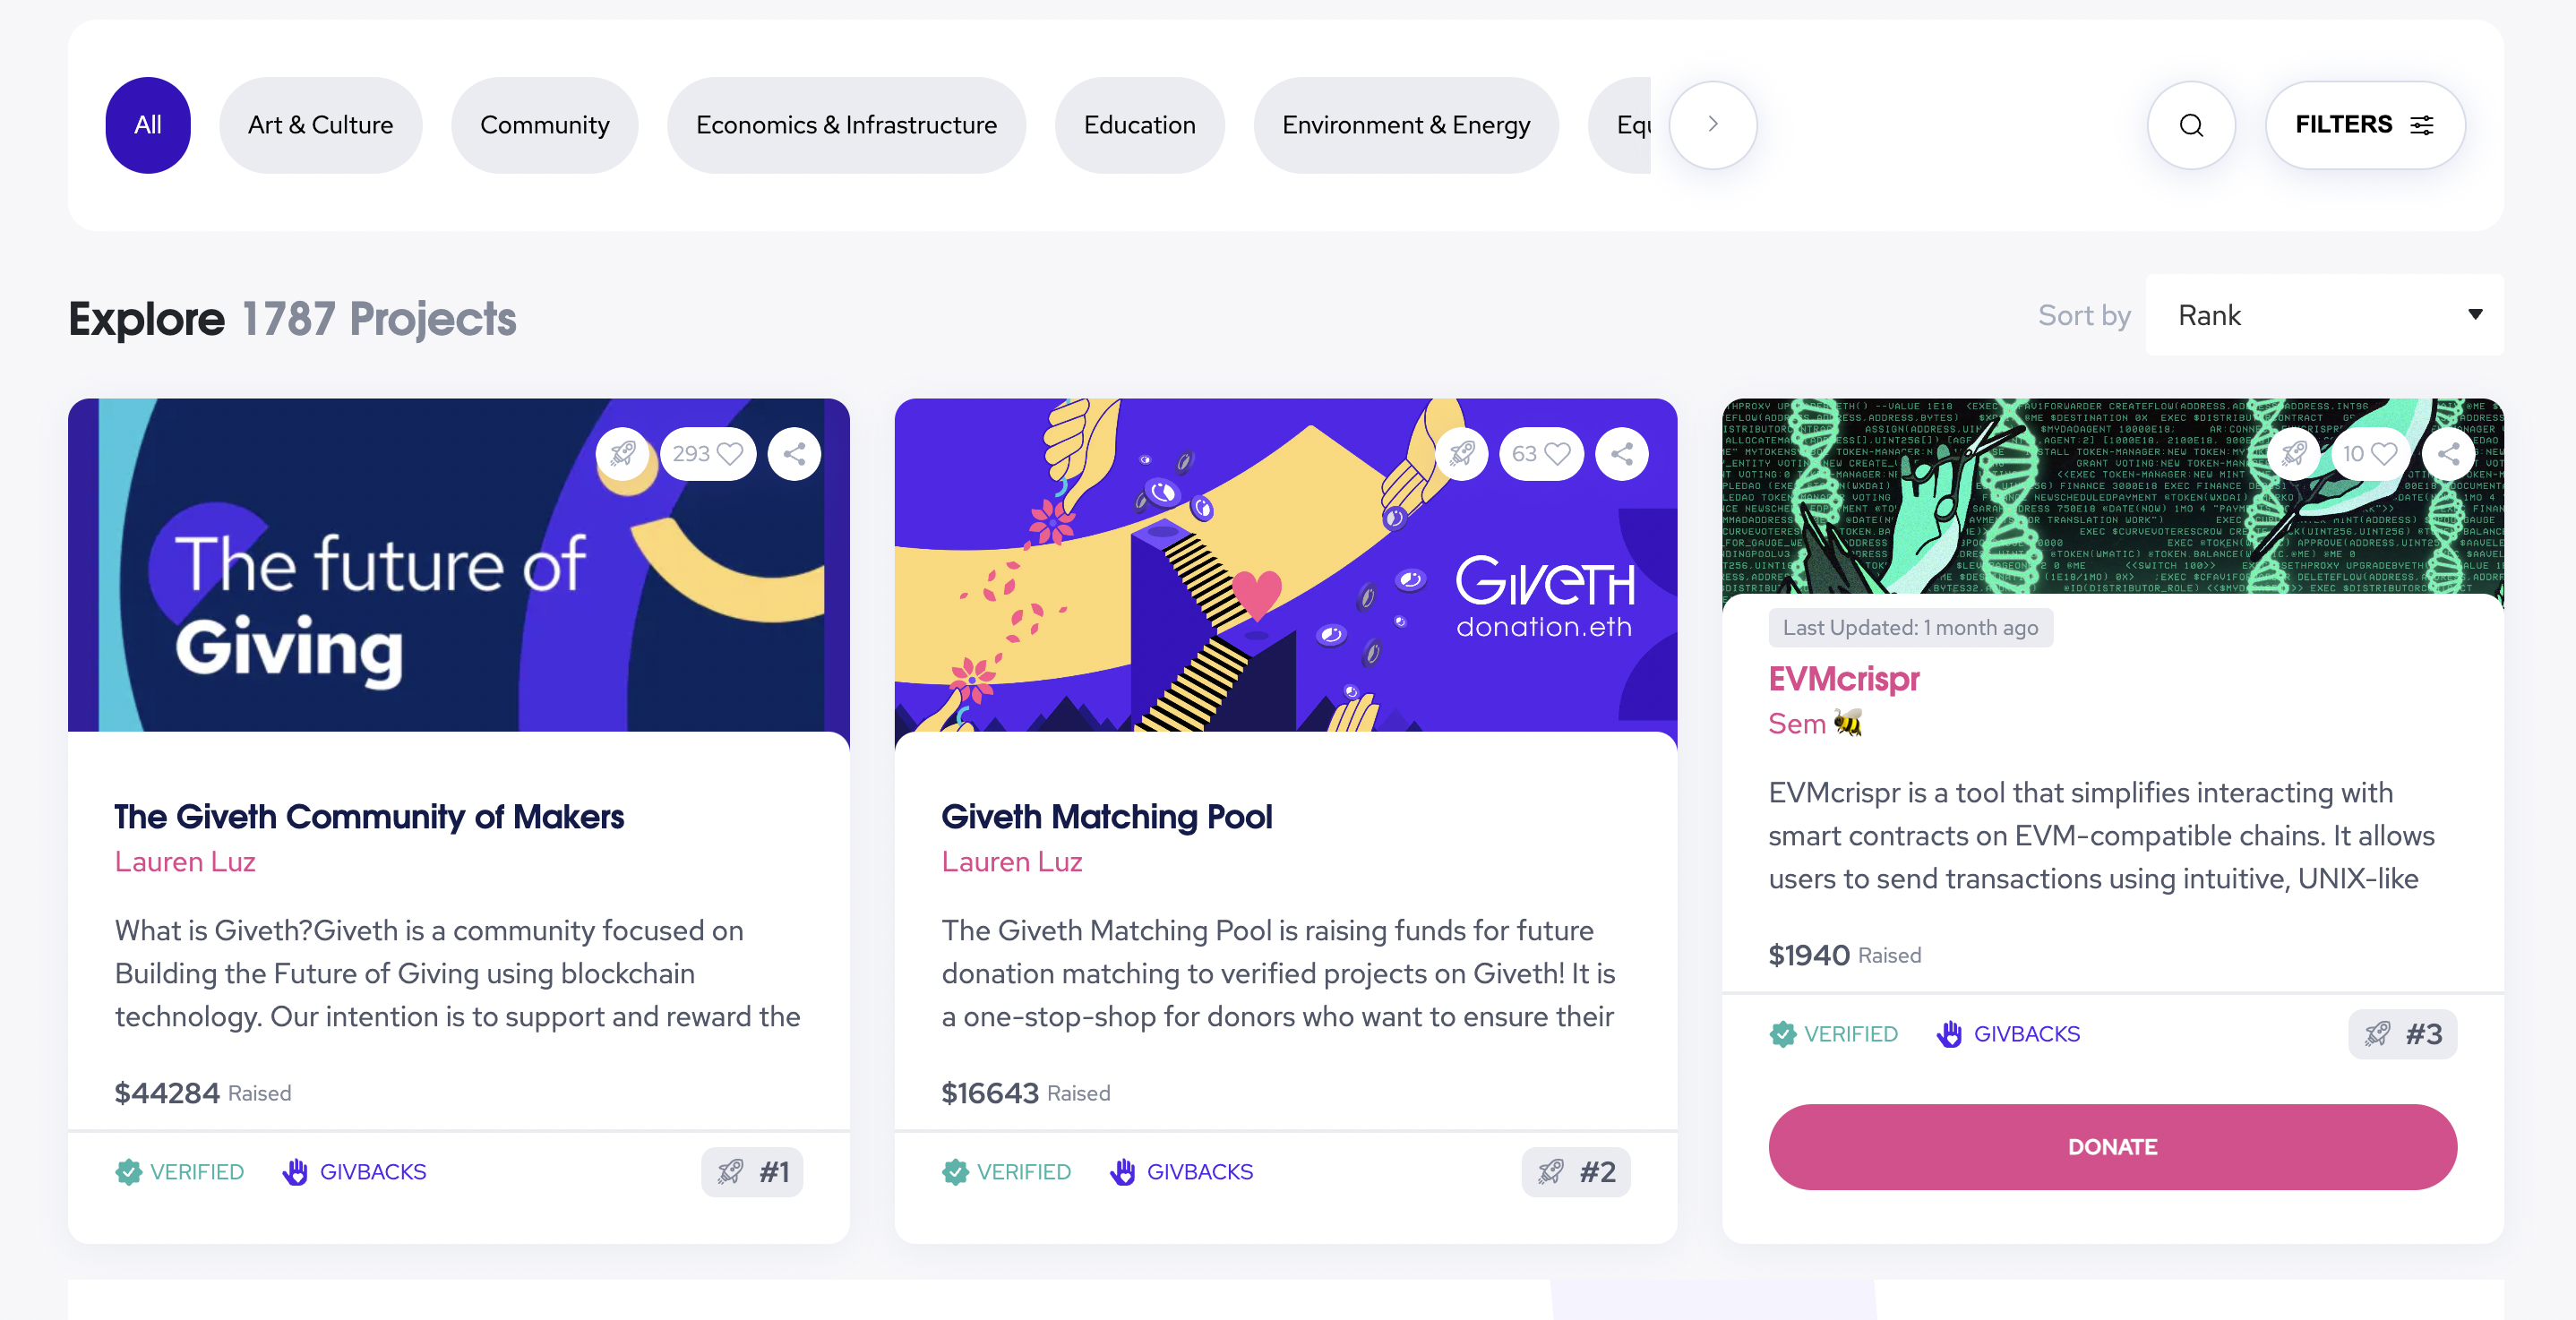 All
Art & Culture
Community
Economics & Infrastructure
Education
Environment & Energy
FILTERS
Explore 1787 Projects
Sort by
Rank
293
The future of
Giving
The Giveth Community of Makers
Lauren Luz
What is Giveth?Giveth is a community focused on
Building the Future of Giving using blockchain
technology. Our intention is to support and reward the
$44284 Raised
VERIFIED
GIVBACKS
#1
63
GIVETH
donation.eth
Giveth Matching Pool
Lauren Luz
The Giveth Matching Pool is raising funds for future
donation matching to verified projects on Giveth! It is
a one-stop-shop for donors who want to ensure their
$16643 Raised
VERIFIED
GIVBACKS
#2
10
Last Updated: 1 month ago
EVMcrispr
Sem 🐝
EVMcrispr is a tool that simplifies interacting with
smart contracts on EVM-compatible chains. It allows
users to send transactions using intuitive, UNIX-like
$1940 Raised
VERIFIED
GIVBACKS
#3
DONATE